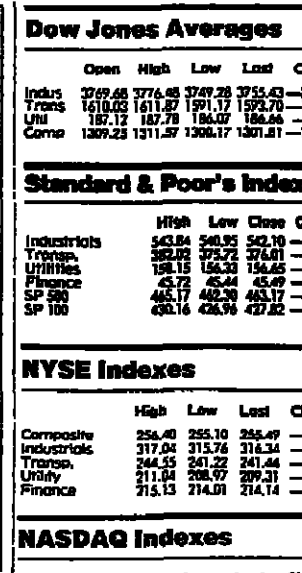 Dow Jones Averages
Open High Low Last C
Indus 3769.68 3776.48 3749.28 3755.43 —
Trans 1610.03 1611.87 1591.17 1593.70 —
Util 187.12 187.78 186.07 186.66 —
Comp 1309.25 1311.57 1300.17 1301.81 —
Standard & Poor's Index
High Low Close C
Industrials 543.84 540.95 542.10 —
Transp. 382.02 375.72 376.01 —
Utilities 158.15 156.33 156.65 —
Finance 45.72 45.44 45.49 —
SP 500 465.17 462.30 463.17 —
SP 100 430.16 426.96 427.82 —
NYSE Indexes
High Low Last C
Composite 256.40 255.10 255.49 —
Industrials 317.04 315.76 316.34 —
Transp. 244.55 241.22 241.44 —
Utility 211.04 208.97 209.31 —
Finance 215.13 214.01 214.14 —
NASDAQ Indexes